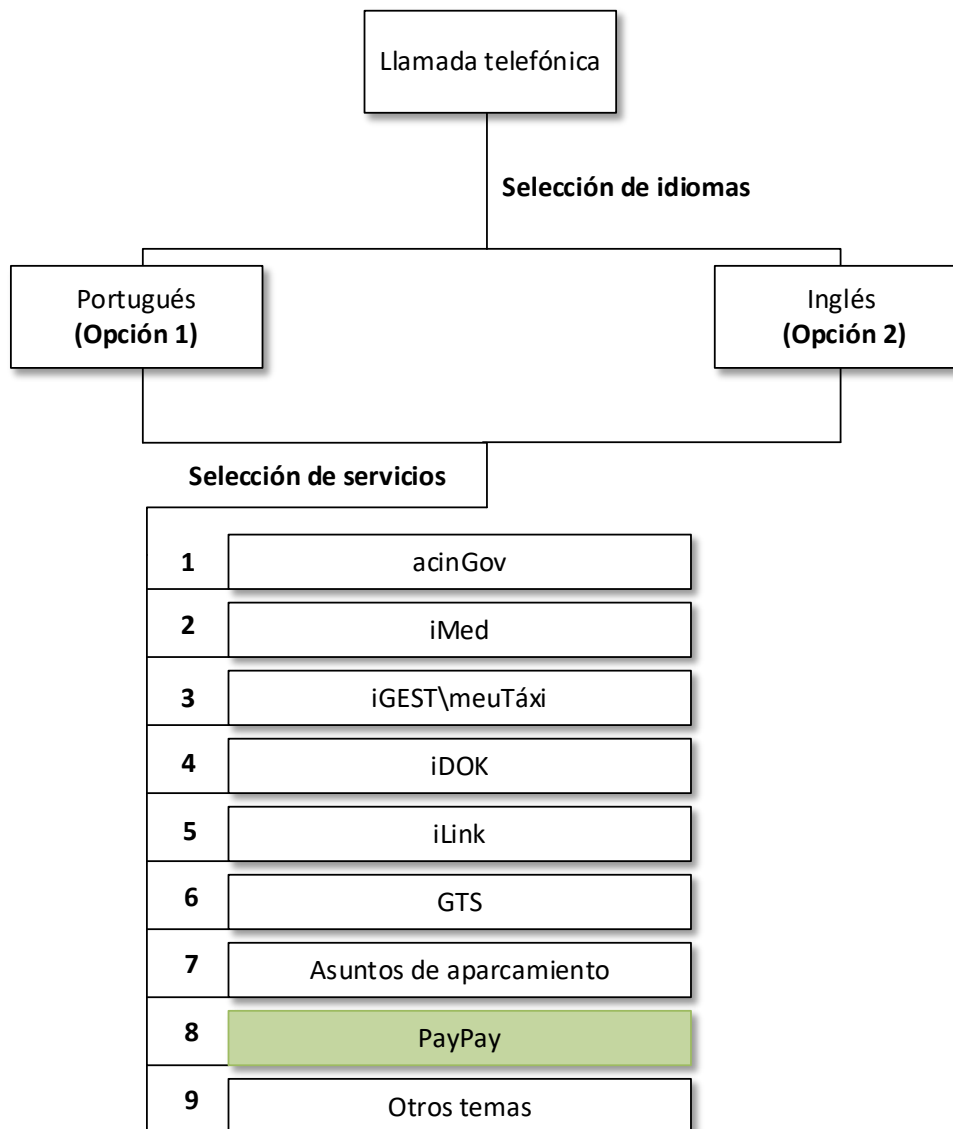 Llamada telefónica
Selección de idiomas
Portugués
(Opción 1)
Inglés
(Opción 2)
Selección de servicios
1 acinGov
2 iMed
3 iGEST\meuTáxi
4 iDOK
5 iLink
6 GTS
7 Asuntos de aparcamiento
8 PayPay
9 Otros temas